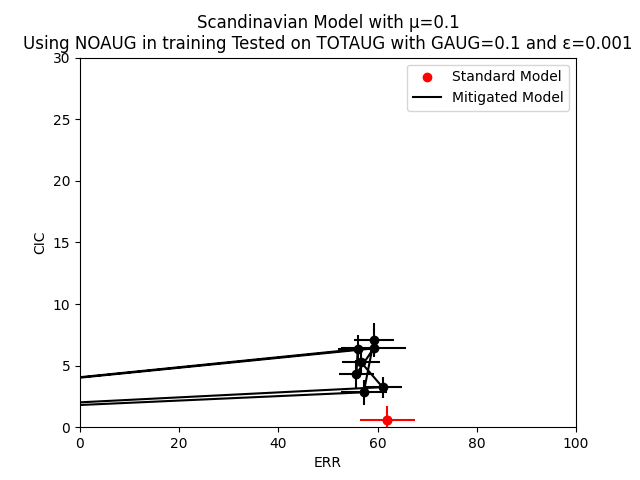 Scandinavian Model with μ=0.1
Using NOAUG in training Tested on TOTAUG with GAUG=0.1 and ε=0.001
Standard Model
Mitigated Model
CIC
30
25
20
15
10
5
0
0 20 40 60 80 100
ERR